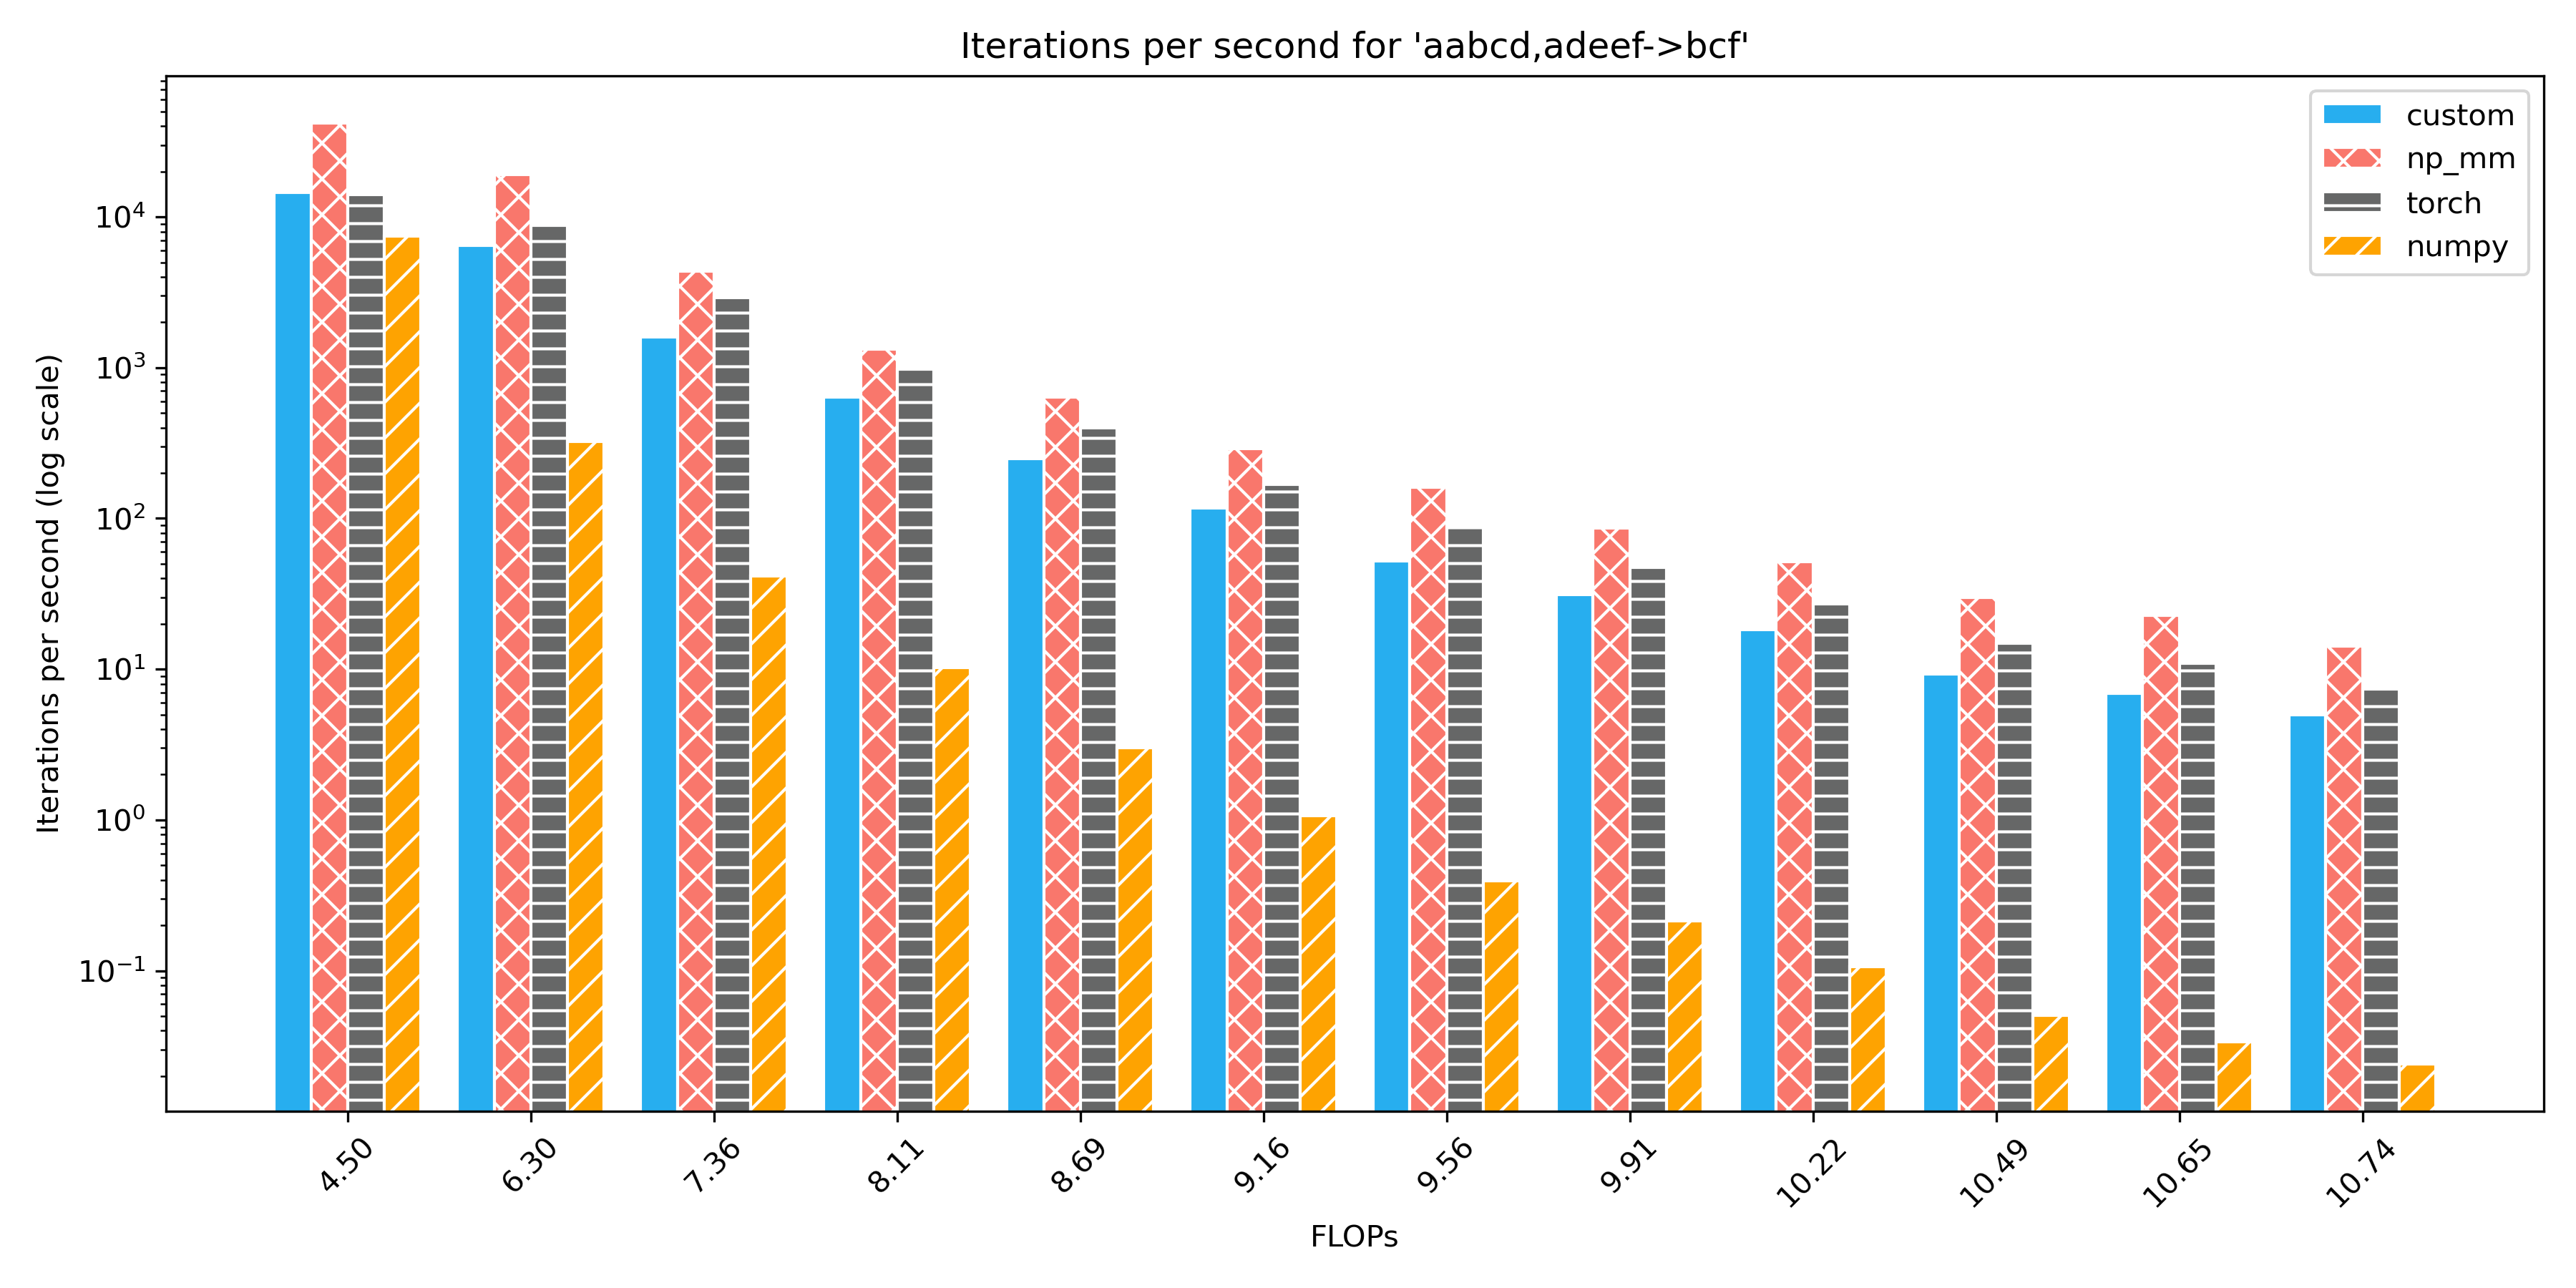 Iterations per second for 'aabcd,adeef->bcf'
custom
np_mm
torch
numpy
Iterations per second (log scale)
10⁴
10³
10²
10¹
10⁰
10⁻¹
4.50 6.30 7.36 8.11 8.69 9.16 9.56 9.91 10.22 10.49 10.65 10.74
FLOPs